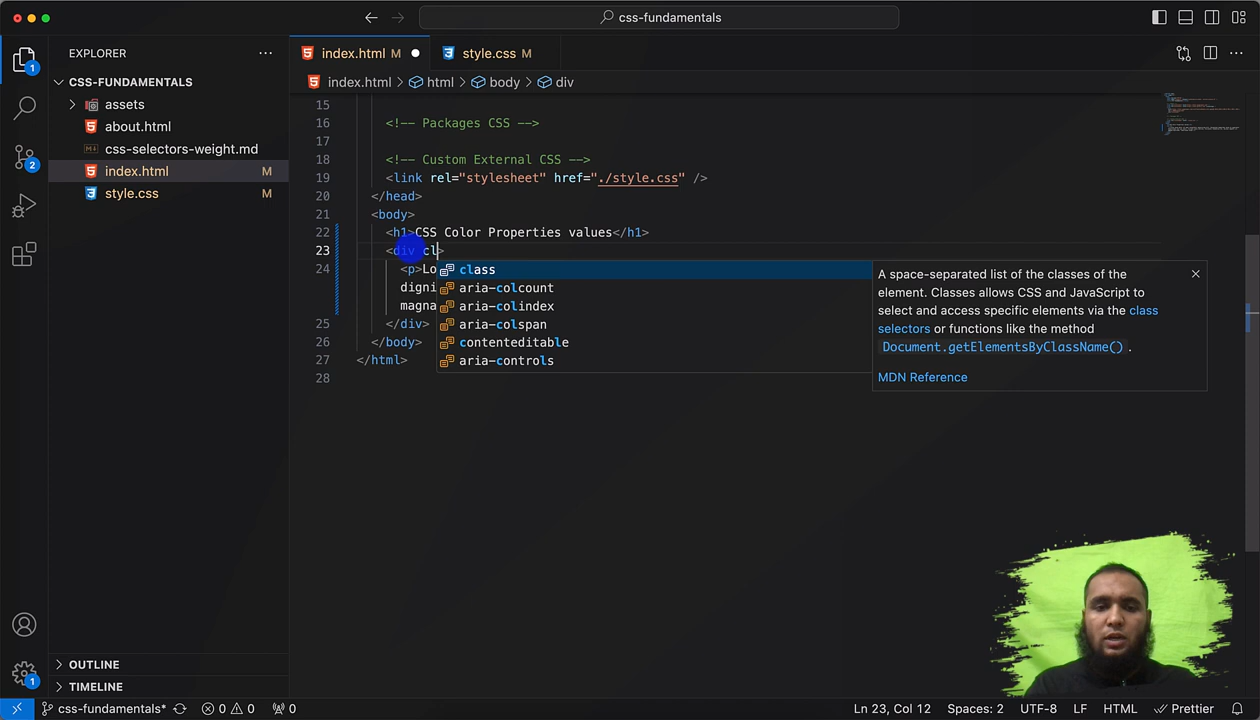 css-fundamentals
EXPLORER
index.html M
style.css M
CSS-FUNDAMENTALS
index.html > html > body > div
assets
about.html
css-selectors-weight.md
index.html M
style.css M
1
2
15
16 <!-- Packages CSS -->
17
18 <!-- Custom External CSS -->
19 <link rel="stylesheet" href="./style.css" />
20 </head>
21 <body>
22 <h1>CSS Color Properties values</h1>
23 <div cl>
24 <p>Lo
digni
magna
25 </div>
26 </body>
27 </html>
28
class
aria-colcount
aria-colindex
aria-colspan
contenteditable
aria-controls
A space-separated list of the classes of the
element. Classes allows CSS and JavaScript to
select and access specific elements via the class
selectors or functions like the method
Document.getElementsByClassName() .
MDN Reference
OUTLINE
TIMELINE
1
css-fundamentals* 0 0 0 Ln 23, Col 12 Spaces: 2 UTF-8 LF HTML Prettier